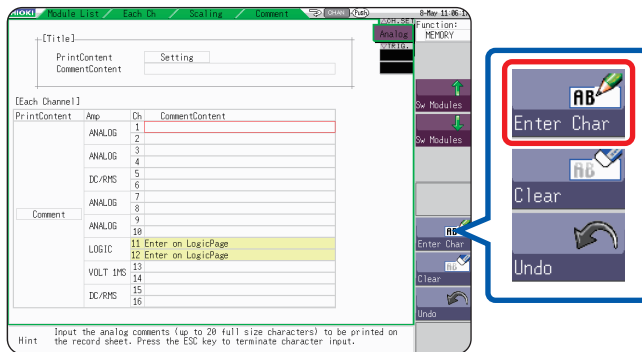 HIOKI Module List / Each Ch / Scaling / Comment CHAN (Push) 8-May 11:06
ΔCH.SET Function:
Analog MEMORY
▽TRIG.
[Title]
PrintContent Setting
CommentContent
Sw Modules
Sw Modules
[Each Channel]
PrintContent Amp Ch CommentContent
Comment
ANALOG 1
2
ANALOG 3
4
DC/RMS 5
6
ANALOG 7
8
ANALOG 9
10
LOGIC 11 Enter on LogicPage
12 Enter on LogicPage
VOLT 1MS 13
14
DC/RMS 15
16
AB
Enter Char
AB
Clear
Undo
Hint Input the analog comments (up to 20 full size characters) to be printed on
the record sheet. Press the ESC key to terminate character input.
AB
Enter Char
AB
Clear
Undo